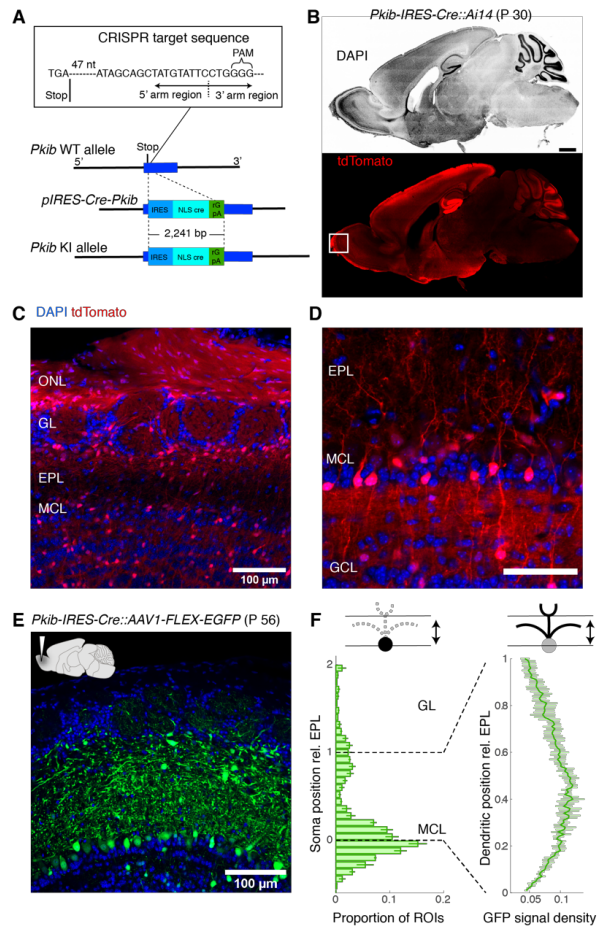 A
CRISPR target sequence
PAM
47 nt
TGA-------ATAGCAGCTATGTATTCCTGGGG---
Stop
5' arm region
3' arm region
Stop
Pkib WT allele
5'
3'
pIRES-Cre-Pkib
IRES
NLS cre
rG
pA
2,241 bp
Pkib KI allele
IRES
NLS cre
rG
pA
B
Pkib-IRES-Cre::Ai14 (P 30)
DAPI
tdTomato
C
DAPI tdTomato
ONL
GL
EPL
MCL
100 µm
D
EPL
MCL
GCL
E
Pkib-IRES-Cre::AAV1-FLEX-EGFP (P 56)
100 µm
F
2
1
0
Soma position rel. EPL
GL
MCL
0
0.1
0.2
Proportion of ROIs
1
0.8
0.6
0.4
0.2
0
Dendritic position rel. EPL
0.05
0.1
GFP signal density